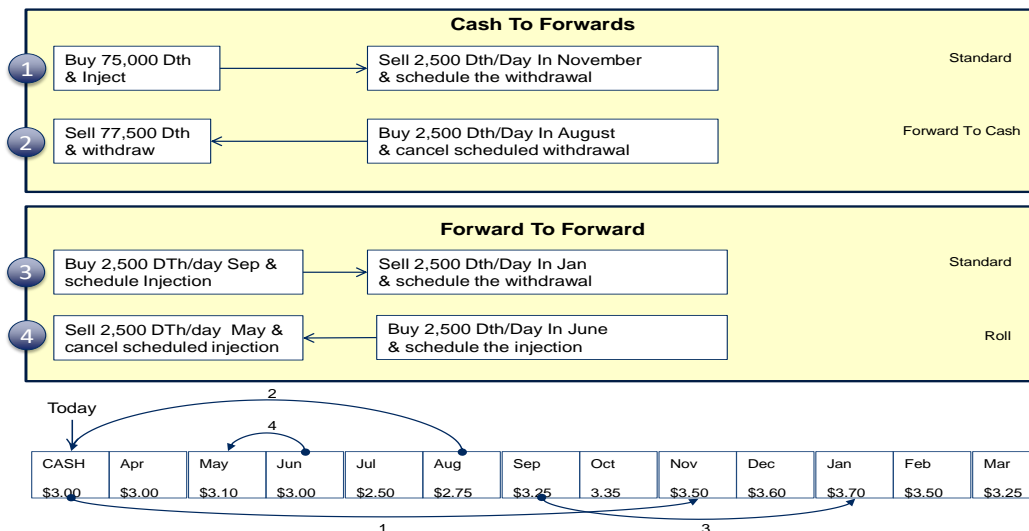 Cash To Forwards
1
Buy 75,000 Dth
& Inject
Sell 2,500 Dth/Day In November
& schedule the withdrawal
Standard
2
Sell 77,500 Dth
& withdraw
Buy 2,500 Dth/Day In August
& cancel scheduled withdrawal
Forward To Cash
Forward To Forward
3
Buy 2,500 DTh/day Sep &
schedule Injection
Sell 2,500 Dth/Day In Jan
& schedule the withdrawal
Standard
4
Sell 2,500 DTh/day May &
cancel scheduled injection
Buy 2,500 Dth/Day In June
& schedule the injection
Roll
Today
2
4
CASH Apr May Jun Jul Aug Sep Oct Nov Dec Jan Feb Mar
$3.00 $3.00 $3.10 $3.00 $2.50 $2.75 $3.25 3.35 $3.50 $3.60 $3.70 $3.50 $3.25
1
3